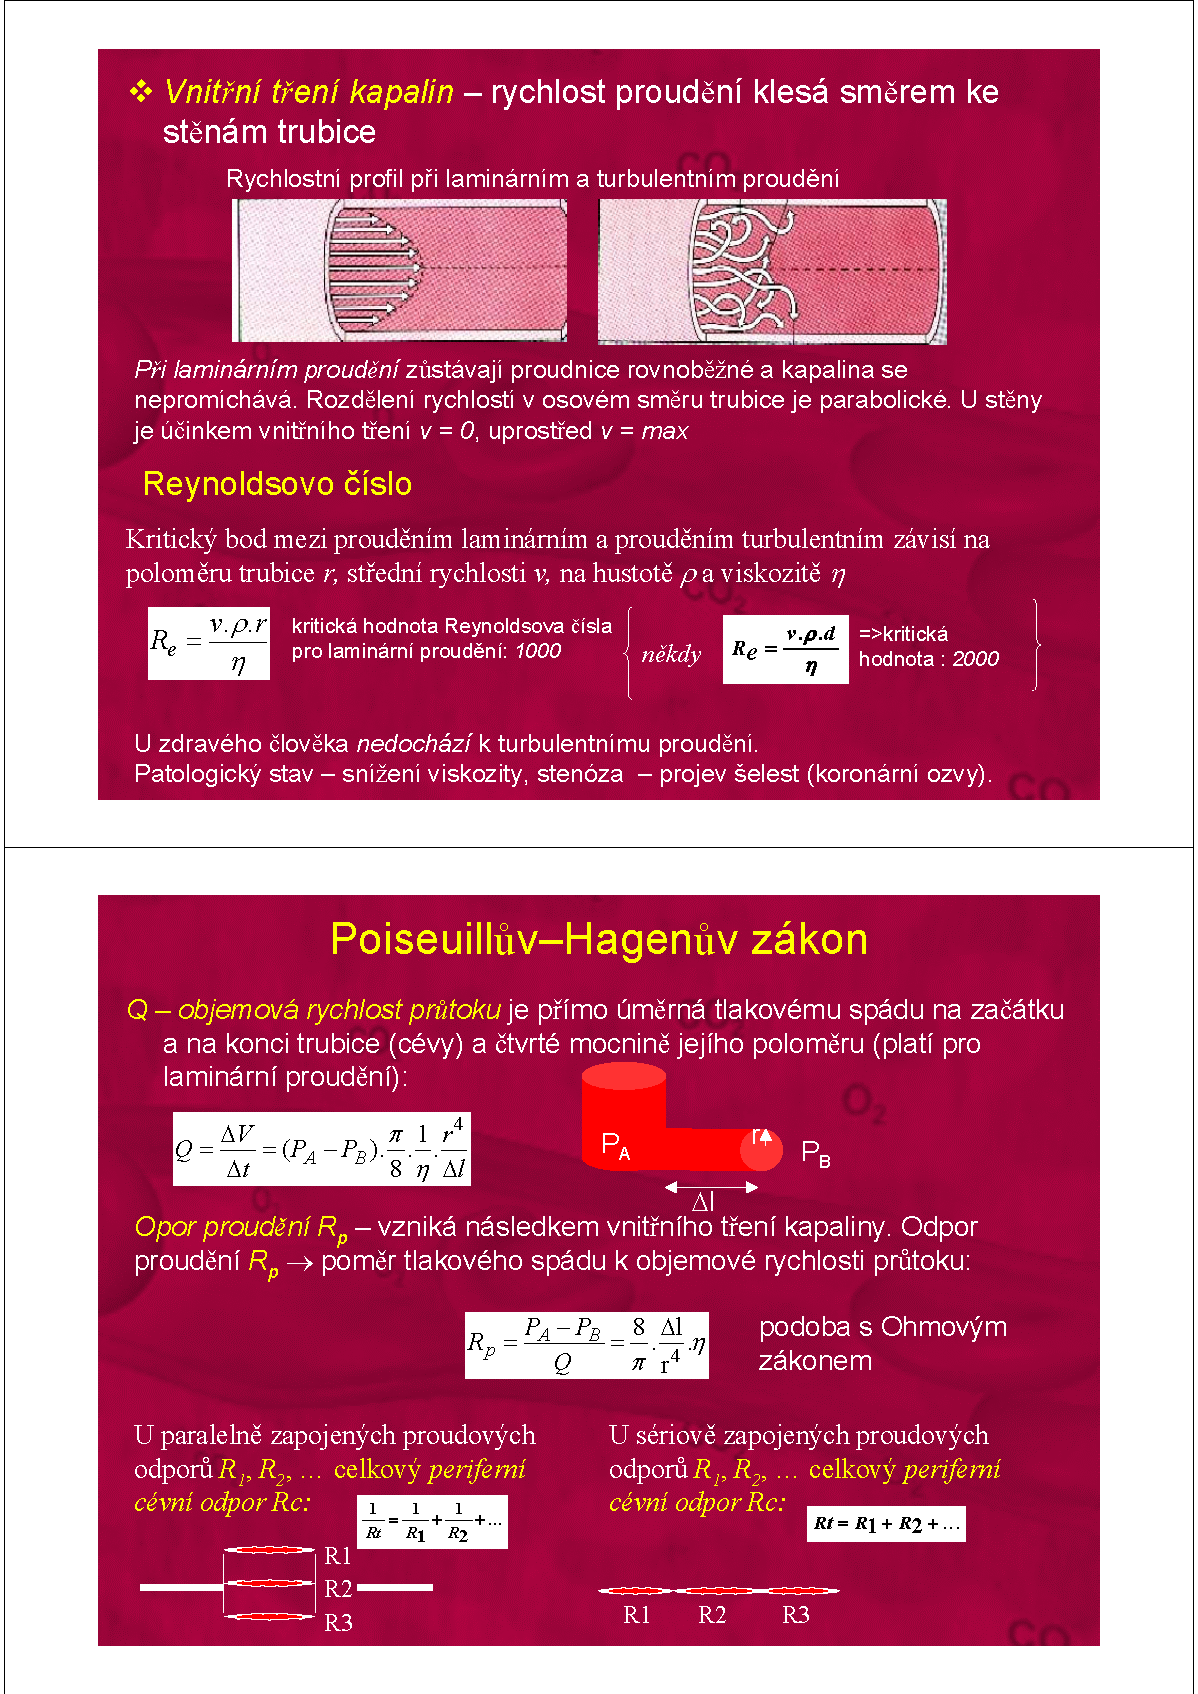 ❖ Vnitřní tření kapalin – rychlost proudění klesá směrem ke
stěnám trubice
Rychlostní profil při laminárním a turbulentním proudění
Při laminárním proudění zůstávají proudnice rovnoběžné a kapalina se
nepromíchává. Rozdělení rychlostí v osovém směru trubice je parabolické. U stěny
je účinkem vnitřního tření v = 0, uprostřed v = max
Reynoldsovo číslo
Kritický bod mezi prouděním laminárním a prouděním turbulentním závisí na
poloměru trubice r, střední rychlosti v, na hustotě ρ a viskozitě η
Re = v.ρ.r / η
kritická hodnota Reynoldsova čísla
pro laminární proudění: 1000
někdy
Re = v.ρ.d / η
=>kritická
hodnota : 2000
U zdravého člověka nedochází k turbulentnímu proudění.
Patologický stav – snížení viskozity, stenóza – projev šelest (koronární ozvy).
Poiseuillův–Hagenův zákon
Q – objemová rychlost průtoku je přímo úměrná tlakovému spádu na začátku
a na konci trubice (cévy) a čtvrté mocnině jejího poloměru (platí pro
laminární proudění):
Q = ΔV/Δt = (PA − PB).π/8.1/η.r⁴/Δl
PA
r
PB
Δl
Opor proudění Rp – vzniká následkem vnitřního tření kapaliny. Odpor
proudění Rp → poměr tlakového spádu k objemové rychlosti průtoku:
Rp = (PA − PB)/Q = 8/π.Δl/r⁴.η
podoba s Ohmovým
zákonem
U paralelně zapojených proudových
odporů R1, R2, … celkový periferní
cévní odpor Rc:
1/Rt = 1/R1 + 1/R2 + ...
R1
R2
R3
U sériově zapojených proudových
odporů R1, R2, … celkový periferní
cévní odpor Rc:
Rt = R1 + R2 + …
R1 R2 R3